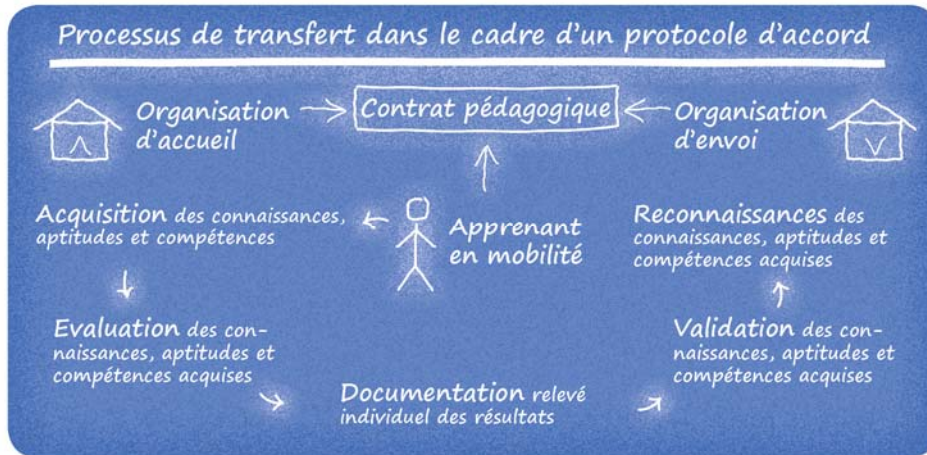 Processus de transfert dans le cadre d'un protocole d'accord
Organisation
d'accueil
Contrat pédagogique
Organisation
d'envoi
Apprenant
en mobilité
Acquisition des connaissances,
aptitudes et compétences
Evaluation des con-
naissances, aptitudes et
compétences acquises
Documentation relevé
individuel des résultats
Validation des con-
naissances, aptitudes et
compétences acquises
Reconnaissances des
connaissances, aptitudes et
compétences acquises